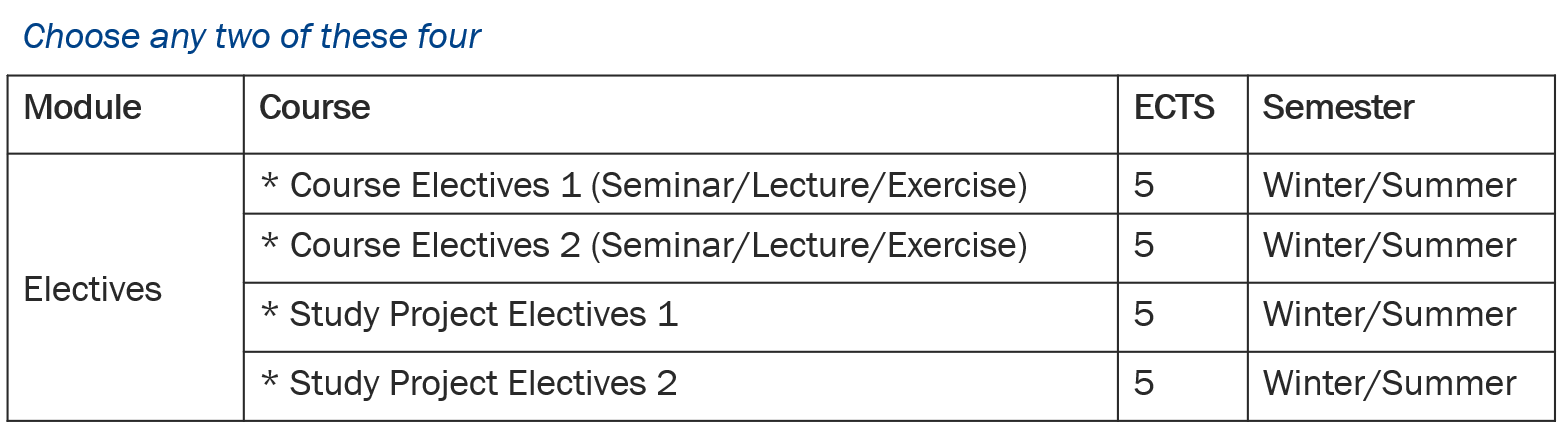 Choose any two of these four
Module Course ECTS Semester
Electives
* Course Electives 1 (Seminar/Lecture/Exercise) 5 Winter/Summer
* Course Electives 2 (Seminar/Lecture/Exercise) 5 Winter/Summer
* Study Project Electives 1 5 Winter/Summer
* Study Project Electives 2 5 Winter/Summer